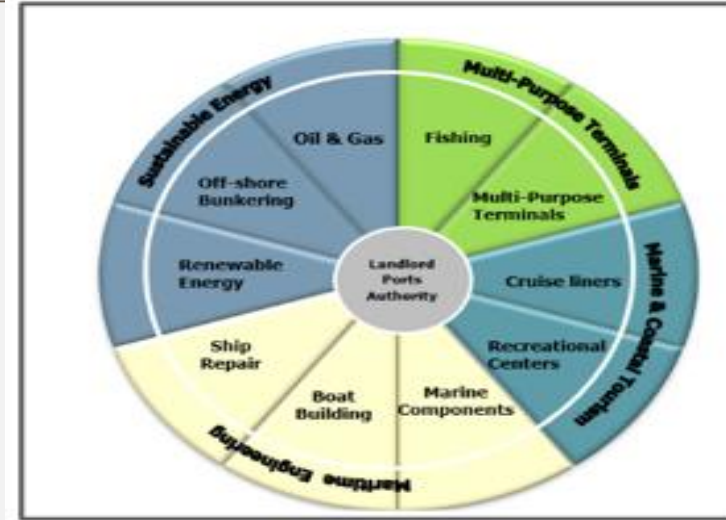 Sustainable Energy
Multi-Purpose Terminals
Oil & Gas
Fishing
Off-shore
Bunkering
Multi-Purpose
Terminals
Renewable
Energy
Landlord
Ports
Authority
Cruise liners
Marine & Coastal Tourism
Ship
Repair
Recreational
Centers
Boat
Building
Marine
Components
Maritime Engineering